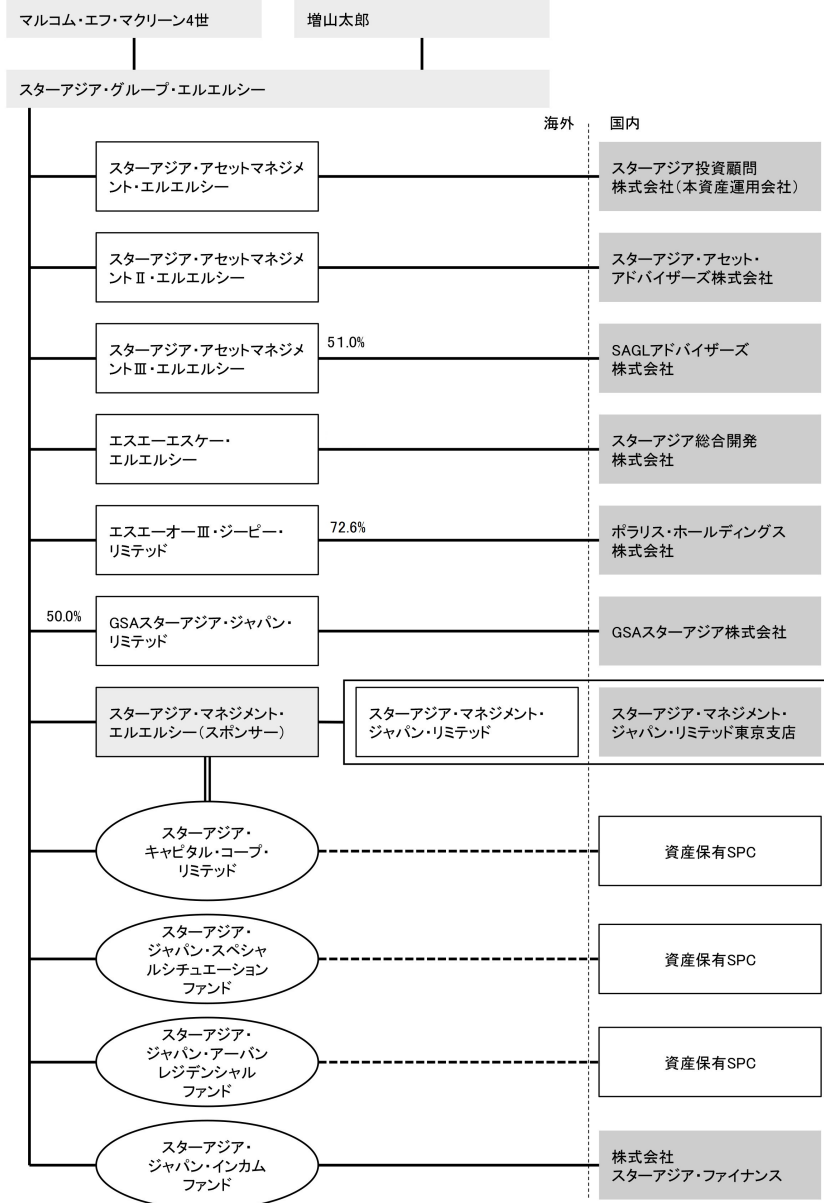 マルコム・エフ・マクリーン4世
増山太郎
スターアジア・グループ・エルエルシー
海外
国内
スターアジア・アセットマネジメ
ント・エルエルシー
スターアジア投資顧問
株式会社(本資産運用会社)
スターアジア・アセットマネジメ
ントⅡ・エルエルシー
スターアジア・アセット・
アドバイザーズ株式会社
スターアジア・アセットマネジメ
ントⅢ・エルエルシー
51.0%
SAGLアドバイザーズ
株式会社
エスエーエスケー・
エルエルシー
スターアジア総合開発
株式会社
エスエーオーⅢ・ジーピー・
リミテッド
72.6%
ポラリス・ホールディングス
株式会社
50.0%
GSAスターアジア・ジャパン・
リミテッド
GSAスターアジア株式会社
スターアジア・マネジメント・
エルエルシー(スポンサー)
スターアジア・マネジメント・
ジャパン・リミテッド
スターアジア・マネジメント・
ジャパン・リミテッド東京支店
スターアジア・
キャピタル・コープ・
リミテッド
資産保有SPC
スターアジア・
ジャパン・スペシャ
ルシチュエーション
ファンド
資産保有SPC
スターアジア・
ジャパン・アーバン
レジデンシャル
ファンド
資産保有SPC
スターアジア・
ジャパン・インカム
ファンド
株式会社
スターアジア・ファイナンス